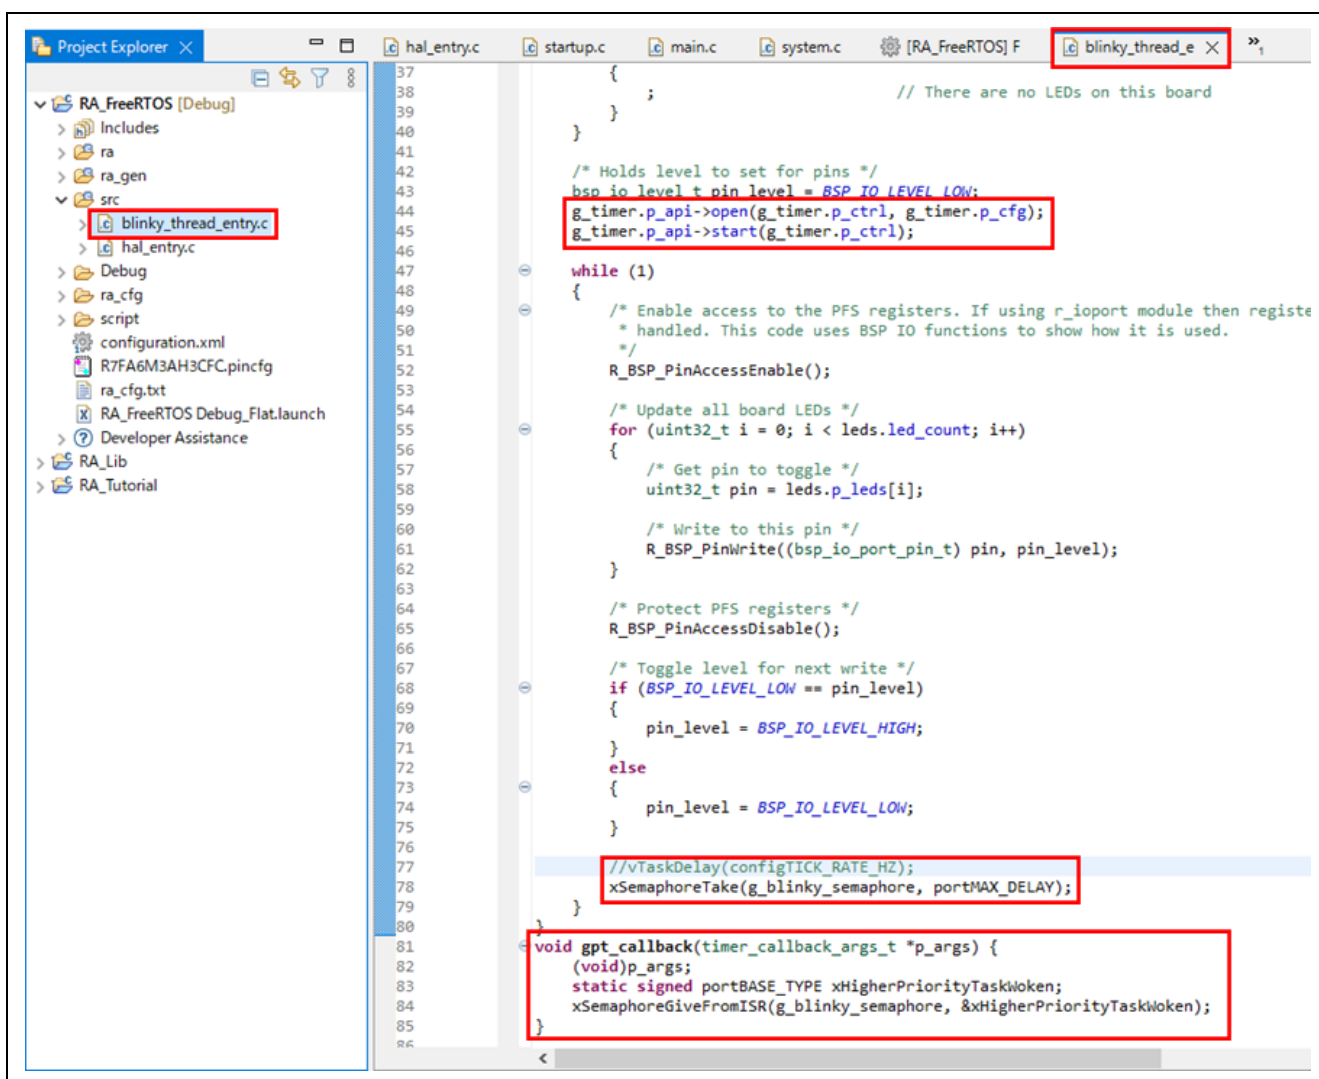 Project Explorer
RA_FreeRTOS [Debug]
Includes
ra
ra_gen
src
blinky_thread_entry.c
hal_entry.c
Debug
ra_cfg
script
configuration.xml
R7FA6M3AH3CFC.pincfg
ra_cfg.txt
RA_FreeRTOS Debug_Flat.launch
Developer Assistance
RA_Lib
RA_Tutorial
hal_entry.c startup.c main.c system.c [RA_FreeRTOS] F blinky_thread_e »1
37 {
38 ; // There are no LEDs on this board
39 }
40 }
41
42 /* Holds level to set for pins */
43 bsp_io_level_t pin_level = BSP_IO_LEVEL_LOW;
44 g_timer.p_api->open(g_timer.p_ctrl, g_timer.p_cfg);
45 g_timer.p_api->start(g_timer.p_ctrl);
46
47 while (1)
48 {
49 /* Enable access to the PFS registers. If using r_ioport module then registe
50 * handled. This code uses BSP IO functions to show how it is used.
51 */
52 R_BSP_PinAccessEnable();
53
54 /* Update all board LEDs */
55 for (uint32_t i = 0; i < leds.led_count; i++)
56 {
57 /* Get pin to toggle */
58 uint32_t pin = leds.p_leds[i];
59
60 /* Write to this pin */
61 R_BSP_PinWrite((bsp_io_port_pin_t) pin, pin_level);
62 }
63
64 /* Protect PFS registers */
65 R_BSP_PinAccessDisable();
66
67 /* Toggle level for next write */
68 if (BSP_IO_LEVEL_LOW == pin_level)
69 {
70 pin_level = BSP_IO_LEVEL_HIGH;
71 }
72 else
73 {
74 pin_level = BSP_IO_LEVEL_LOW;
75 }
76
77 //vTaskDelay(configTICK_RATE_HZ);
78 xSemaphoreTake(g_blinky_semaphore, portMAX_DELAY);
79 }
80 }
81 void gpt_callback(timer_callback_args_t *p_args) {
82 (void)p_args;
83 static signed portBASE_TYPE xHigherPriorityTaskWoken;
84 xSemaphoreGiveFromISR(g_blinky_semaphore, &xHigherPriorityTaskWoken);
85 }
86